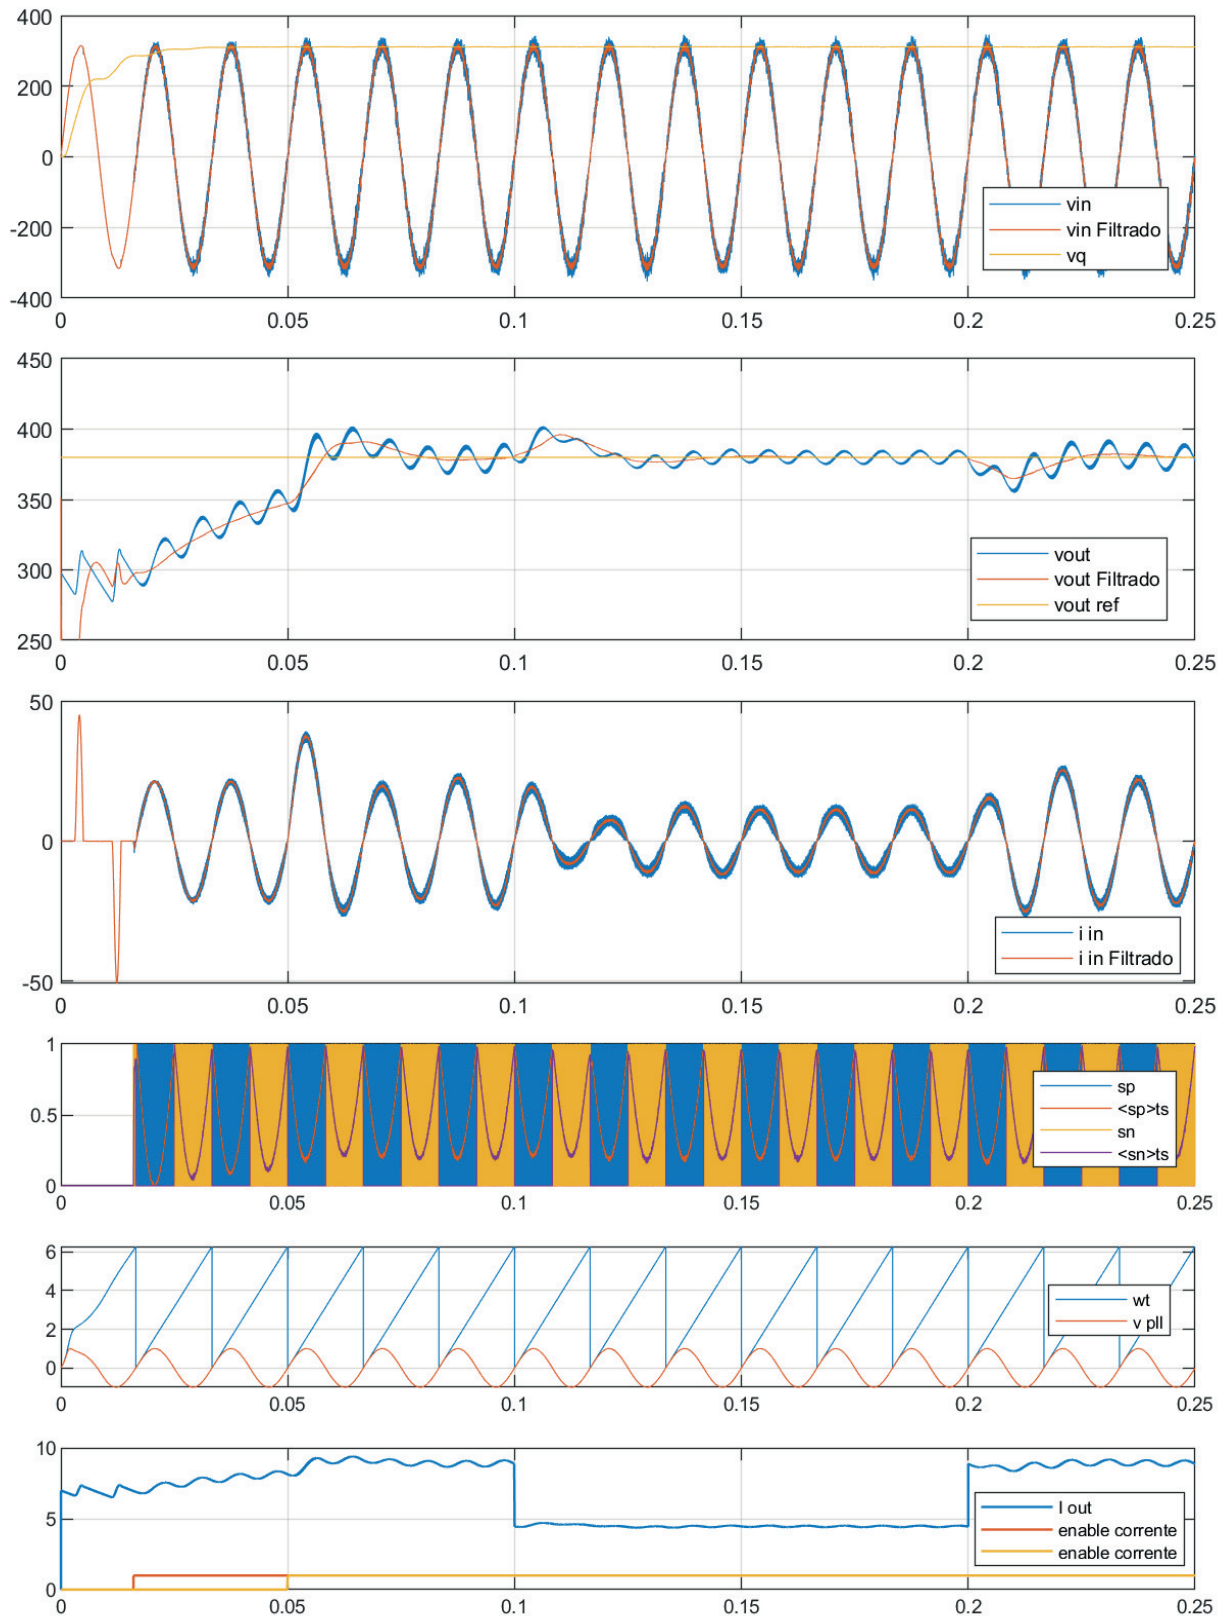 400
200
0
-200
-400
vin
vin Filtrado
vq
0 0.05 0.1 0.15 0.2 0.25
450
400
350
300
250
vout
vout Filtrado
vout ref
0 0.05 0.1 0.15 0.2 0.25
50
0
-50
i in
i in Filtrado
0 0.05 0.1 0.15 0.2 0.25
1
0.5
0
sp
<sp>ts
sn
<sn>ts
0 0.05 0.1 0.15 0.2 0.25
6
4
2
0
wt
v pll
0 0.05 0.1 0.15 0.2 0.25
10
5
0
I out
enable corrente
enable corrente
0 0.05 0.1 0.15 0.2 0.25